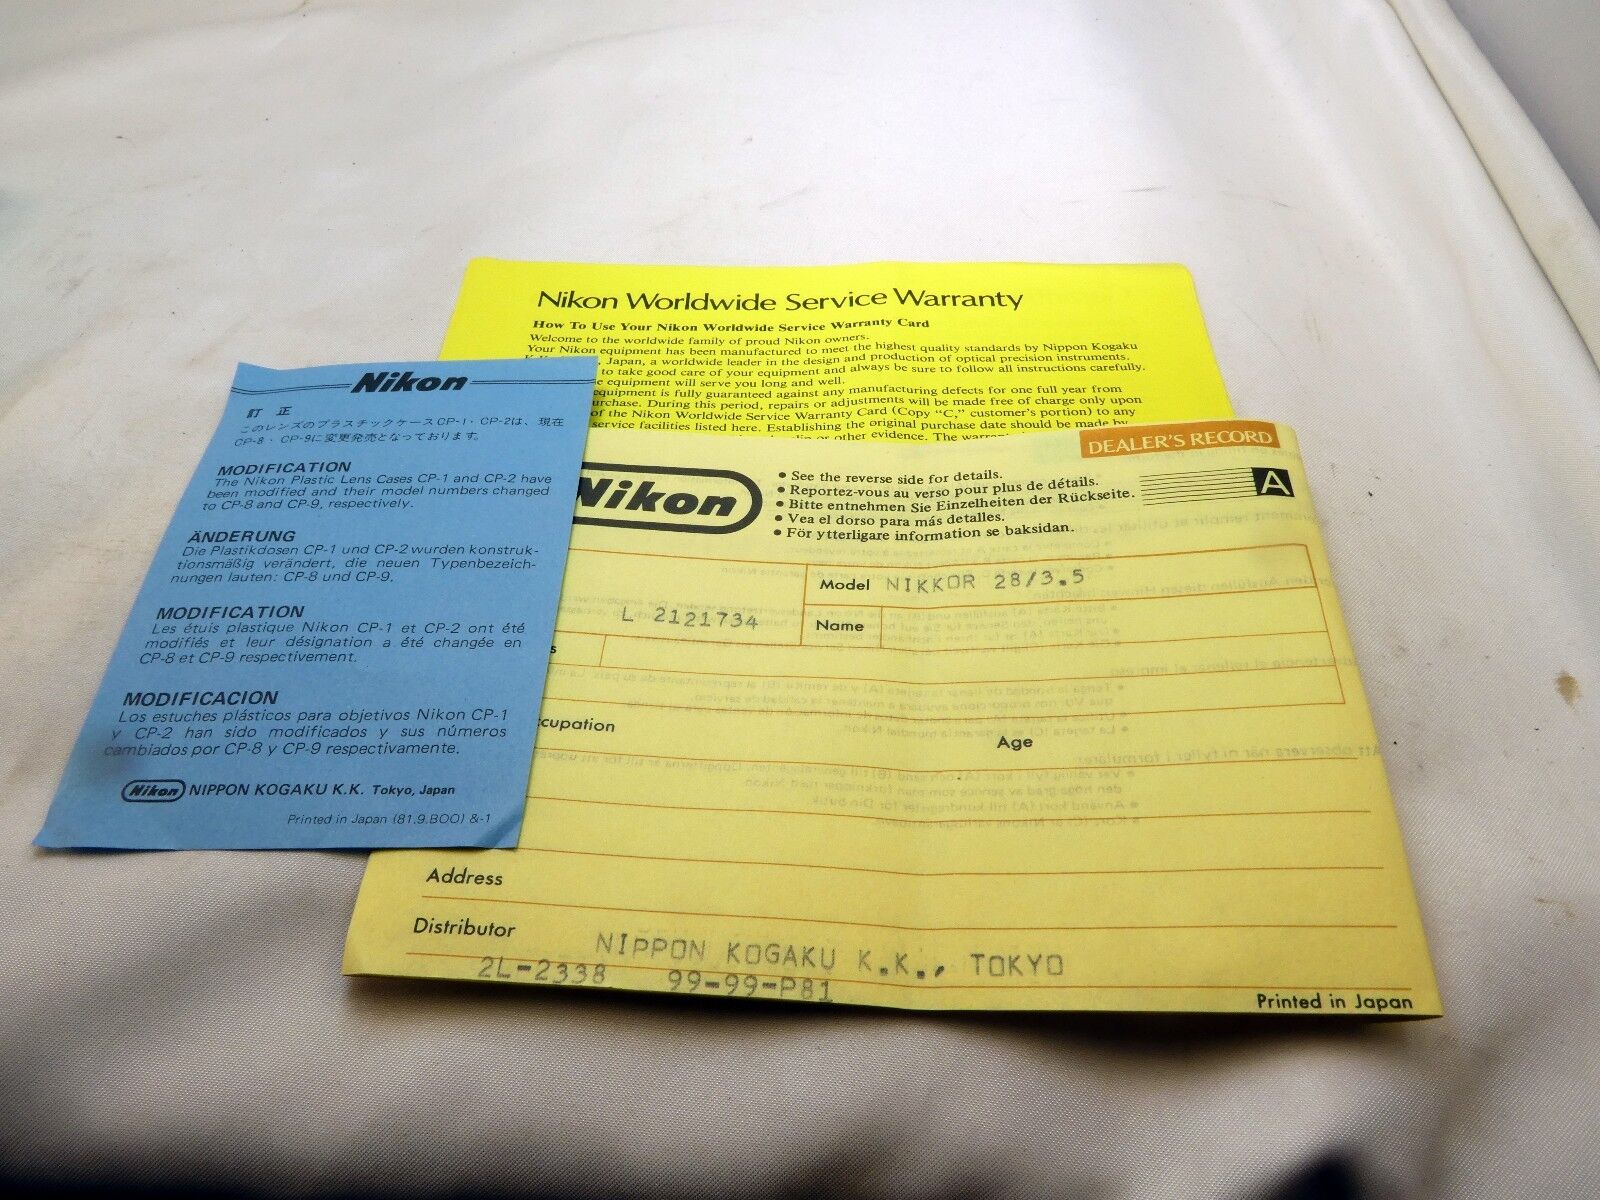 Nikon
訂 正
このレンズのプラスチックケースCP-1・CP-2は、現在
CP-8・CP-9に変更発売となっております。
MODIFICATION
The Nikon Plastic Lens Cases CP-1 and CP-2 have
been modified and their model numbers changed
to CP-8 and CP-9, respectively.
ÄNDERUNG
Die Plastikdosen CP-1 und CP-2 wurden konstruk-
tionsmäßig verändert, die neuen Typenbezeich-
nungen lauten: CP-8 und CP-9.
MODIFICATION
Les étuis plastique Nikon CP-1 et CP-2 ont été
modifiés et leur désignation a été changée en
CP-8 et CP-9 respectivement.
MODIFICACION
Los estuches plásticos para objetivos Nikon CP-1
y CP-2 han sido modificados y sus números
cambiados por CP-8 y CP-9 respectivamente.
Nikon NIPPON KOGAKU K.K. Tokyo, Japan
Printed in Japan (81.9.BOO) &-1
Nikon Worldwide Service Warranty
How To Use Your Nikon Worldwide Service Warranty Card
Welcome to the worldwide family of proud Nikon owners.
Your Nikon equipment has been manufactured to meet the highest quality standards by Nippon Kogaku
Japan, a worldwide leader in the design and production of optical precision instruments.
to take good care of your equipment and always be sure to follow all instructions carefully.
equipment will serve you long and well.
equipment is fully guaranteed against any manufacturing defects for one full year from
purchase. During this period, repairs or adjustments will be made free of charge only upon
of the Nikon Worldwide Service Warranty Card (Copy "C," customer's portion) to any
service facilities listed here. Establishing the original purchase date should be made by
or other evidence. The
DEALER'S RECORD
A
Nikon
• See the reverse side for details.
• Reportez-vous au verso pour plus de détails.
• Bitte entnehmen Sie Einzelheiten der Rückseite.
• Vea el dorso para más detalles.
• För ytterligare information se baksidan.
Model NIKKOR 28/3.5
L 2121734
Name
Age
Address
Distributor NIPPON KOGAKU K.K., TOKYO
2L-2338 99-99-P81
Printed in Japan